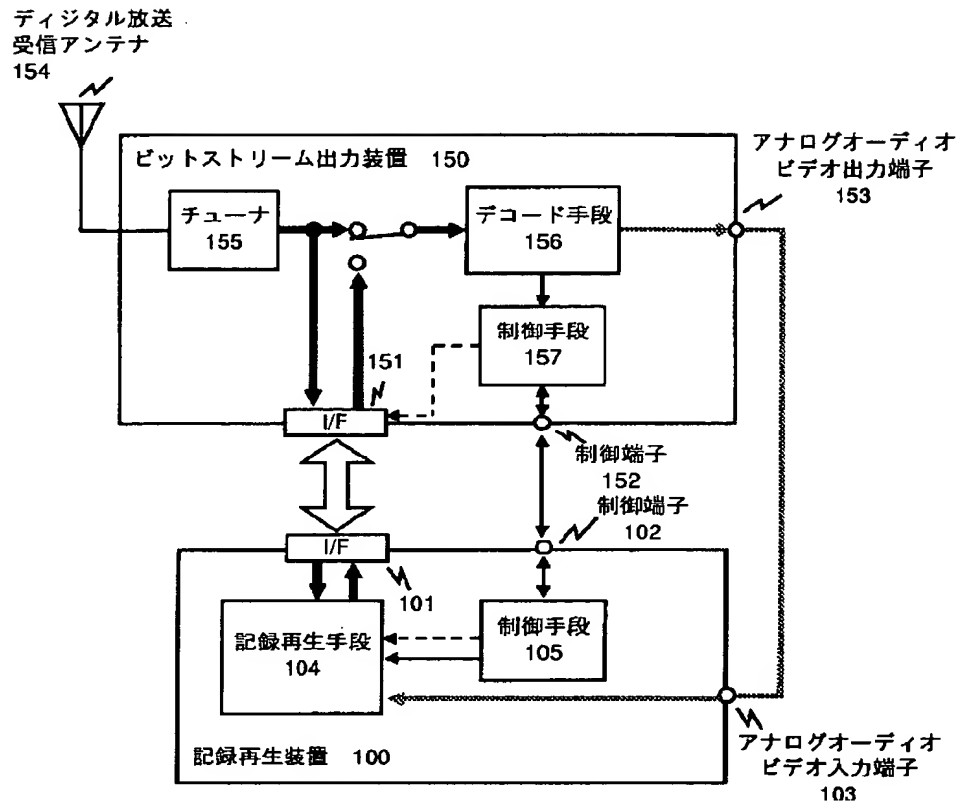 ディジタル放送
受信アンテナ
154
ビットストリーム出力装置 150
アナログオーディオ
ビデオ出力端子
153
チューナ
155
デコード手段
156
制御手段
157
151
I/F
制御端子
152
制御端子
102
I/F
101
記録再生手段
104
制御手段
105
記録再生装置 100
アナログオーディオ
ビデオ入力端子
103